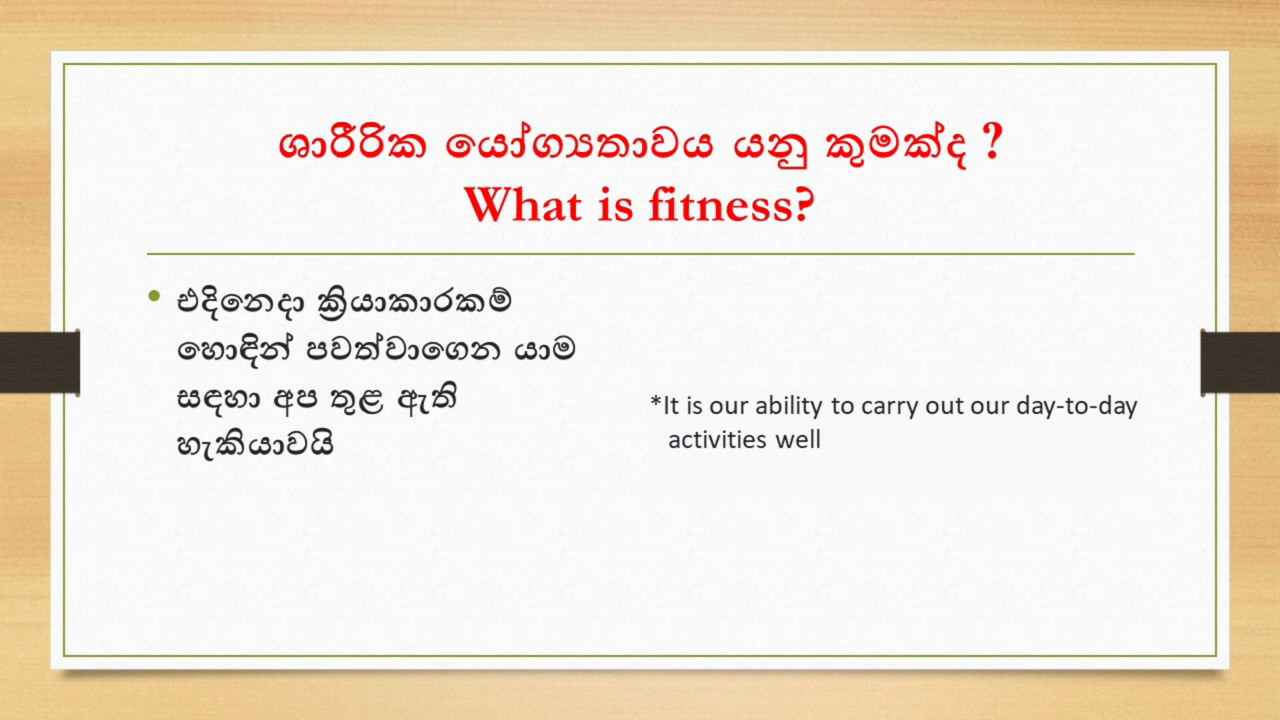 ශාරීරික යෝග්‍යතාවය යනු කුමක්ද ?
What is fitness?
• එදිනෙදා ක්‍රියාකාරකම්
හොඳින් පවත්වාගෙන යාම
සඳහා අප තුළ ඇති
හැකියාවයි
*It is our ability to carry out our day-to-day
activities well